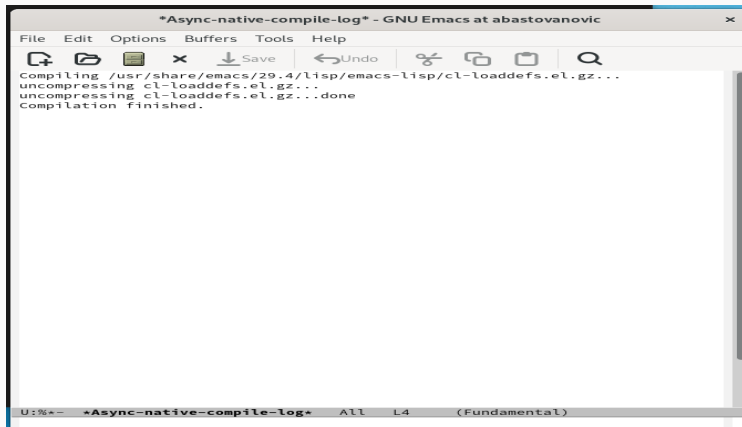 *Async-native-compile-log* - GNU Emacs at abastovanovic
File Edit Options Buffers Tools Help
Save Undo
Compiling /usr/share/emacs/29.4/lisp/emacs-lisp/cl-loaddefs.el.gz...
uncompressing cl-loaddefs.el.gz...
uncompressing cl-loaddefs.el.gz...done
Compilation finished.
U:%*- *Async-native-compile-log* All L4 (Fundamental)